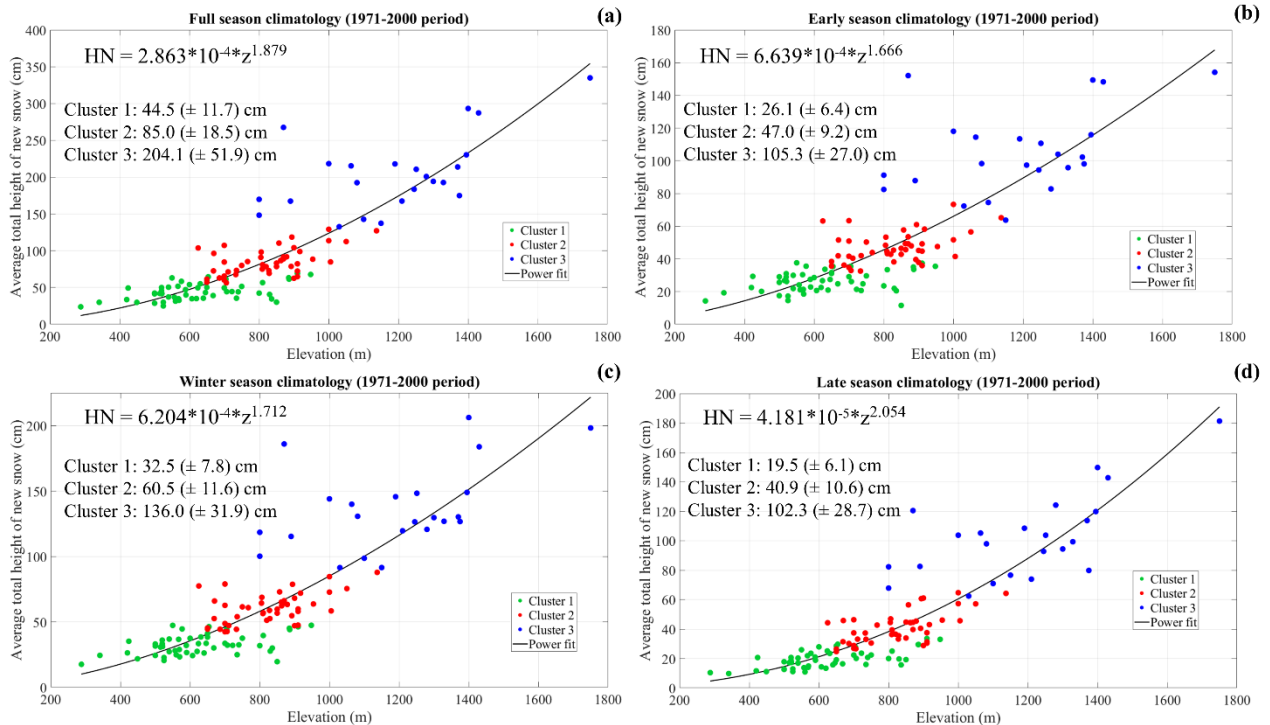 Full season climatology (1971-2000 period)
(a)
HN = 2.863*10-4*z1.879
Cluster 1: 44.5 (± 11.7) cm
Cluster 2: 85.0 (± 18.5) cm
Cluster 3: 204.1 (± 51.9) cm
Average total height of new snow (cm)
400
350
300
250
200
150
100
50
0
Cluster 1
Cluster 2
Cluster 3
Power fit
200 400 600 800 1000 1200 1400 1600 1800
Elevation (m)
Early season climatology (1971-2000 period)
(b)
HN = 6.639*10-4*z1.666
Cluster 1: 26.1 (± 6.4) cm
Cluster 2: 47.0 (± 9.2) cm
Cluster 3: 105.3 (± 27.0) cm
Average total height of new snow (cm)
180
160
140
120
100
80
60
40
20
0
Cluster 1
Cluster 2
Cluster 3
Power fit
200 400 600 800 1000 1200 1400 1600 1800
Elevation (m)
Winter season climatology (1971-2000 period)
(c)
HN = 6.204*10-4*z1.712
Cluster 1: 32.5 (± 7.8) cm
Cluster 2: 60.5 (± 11.6) cm
Cluster 3: 136.0 (± 31.9) cm
Average total height of new snow (cm)
200
150
100
50
0
Cluster 1
Cluster 2
Cluster 3
Power fit
200 400 600 800 1000 1200 1400 1600 1800
Elevation (m)
Late season climatology (1971-2000 period)
(d)
HN = 4.181*10-5*z2.054
Cluster 1: 19.5 (± 6.1) cm
Cluster 2: 40.9 (± 10.6) cm
Cluster 3: 102.3 (± 28.7) cm
Average total height of new snow (cm)
200
180
160
140
120
100
80
60
40
20
0
Cluster 1
Cluster 2
Cluster 3
Power fit
200 400 600 800 1000 1200 1400 1600 1800
Elevation (m)